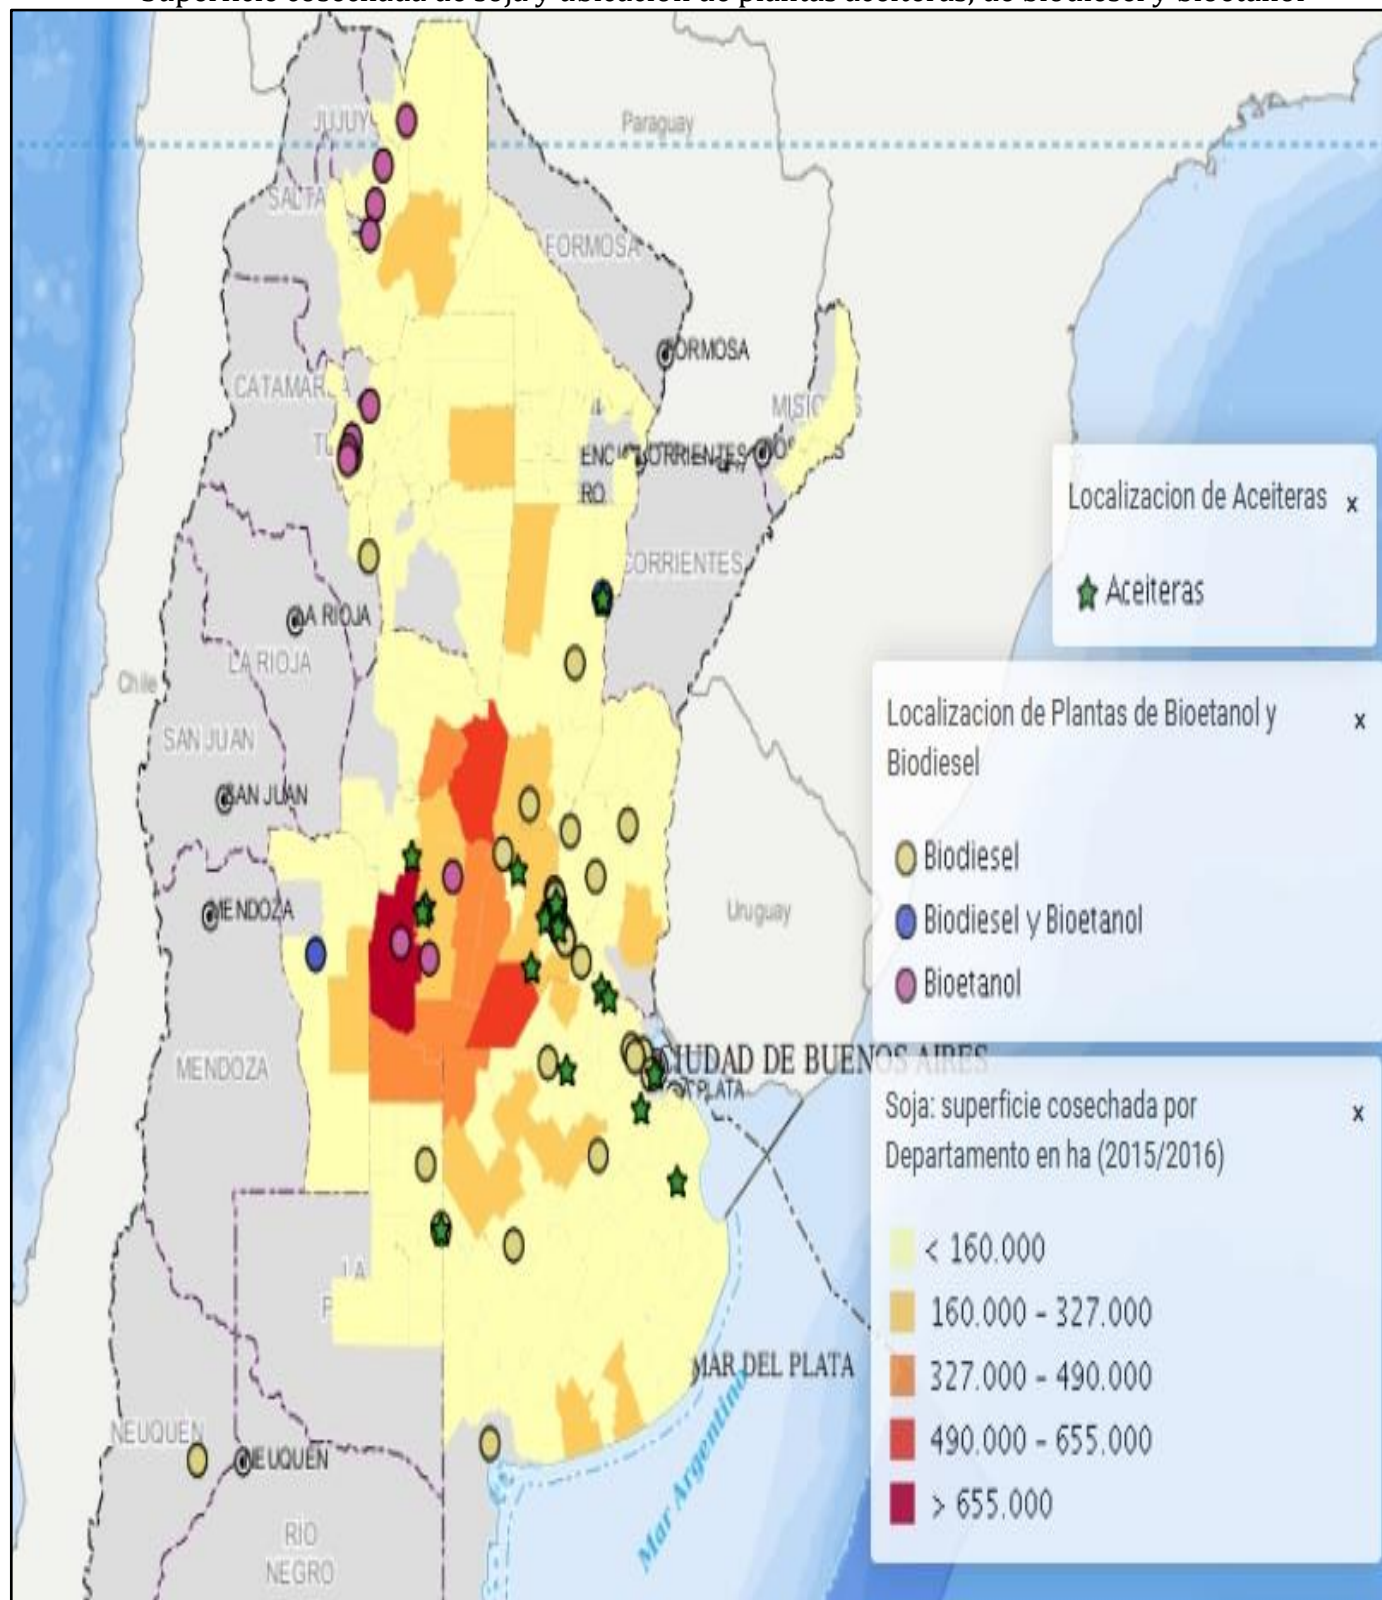 Superficie cosechada de soja y ubicación de plantas aceiteras, de biodiesel y bioetanol
JUJUY
Paraguay
SALTA
FORMOSA
FORMOSA
CATAMARCA
MISIONES
CORRIENTES
CORRIENTES
LA RIOJA
LA RIOJA
Chile
SAN JUAN
SAN JUAN
MENDOZA
Uruguay
MENDOZA
CIUDAD DE BUENOS AIRES
LA PLATA
LA
P
MAR DEL PLATA
Mar Argentino
NEUQUÉN
NEUQUÉN
RÍO
NEGRO
Localizacion de Aceiteras x
Aceiteras
Localizacion de Plantas de Bioetanol y x
Biodiesel
Biodiesel
Biodiesel y Bioetanol
Bioetanol
Soja: superficie cosechada por x
Departamento en ha (2015/2016)
< 160.000
160.000 - 327.000
327.000 - 490.000
490.000 - 655.000
> 655.000